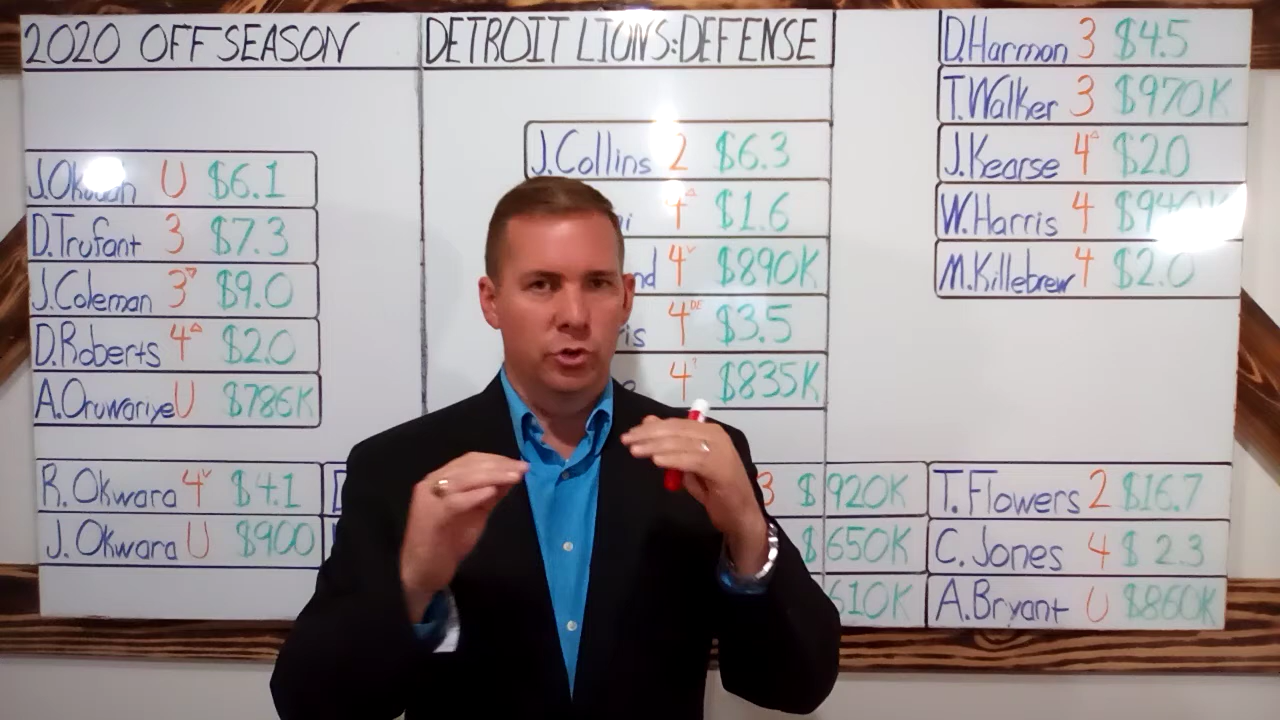 2020 OFFSEASON
DETROIT LIONS: DEFENSE
J. U $6.1
D.Trufant 3 $7.3
J.Coleman 3▽ $9.0
D.Roberts 4△ $2.0
A.Oruwariye U $786K
J.Collins 2 $6.3
4△ $1.6
4 $890K
4DE $3.5
4 $835K
D.Harmon 3 $4.5
T.Walker 3 $970K
J.Kearse 4△ $2.0
W.Harris 4 $940K
M.Killebrew 4 $2.0
R. Okwara 4˅ $4.1
J. Okwara U $900
3 $920K
$650K
610K
T.Flowers 2 $16.7
C.Jones 4 $2.3
A.Bryant U $860K